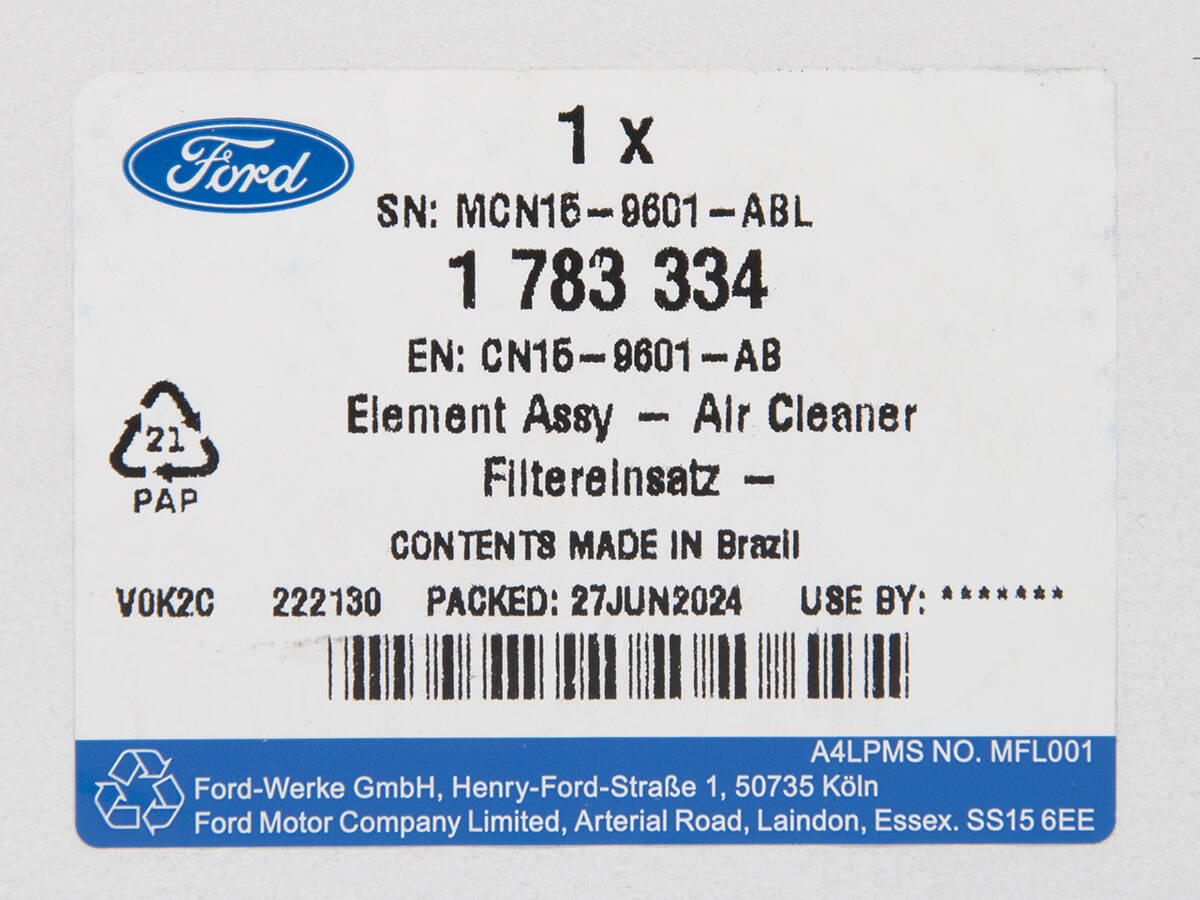 Ford
1 x
SN: MCN15-9601-ABL
1 783 334
EN: CN15-9601-AB
Element Assy - Air Cleaner
21
Filtereinsatz -
PAP
CONTENTS MADE IN Brazil
V0K2C 222130 PACKED: 27JUN2024 USE BY: *******
A4LPMS NO. MFL001
Ford-Werke GmbH, Henry-Ford-Straße 1, 50735 Köln
Ford Motor Company Limited, Arterial Road, Laindon, Essex. SS15 6EE